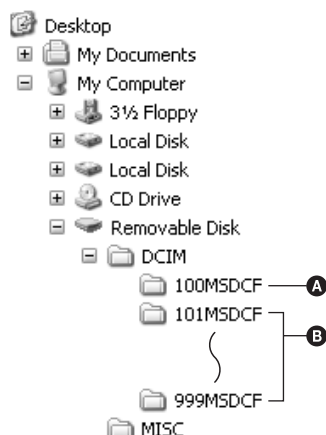 Desktop
My Documents
My Computer
3½ Floppy
Local Disk
Local Disk
CD Drive
Removable Disk
DCIM
100MSDCF A
101MSDCF
B
999MSDCF
MISC